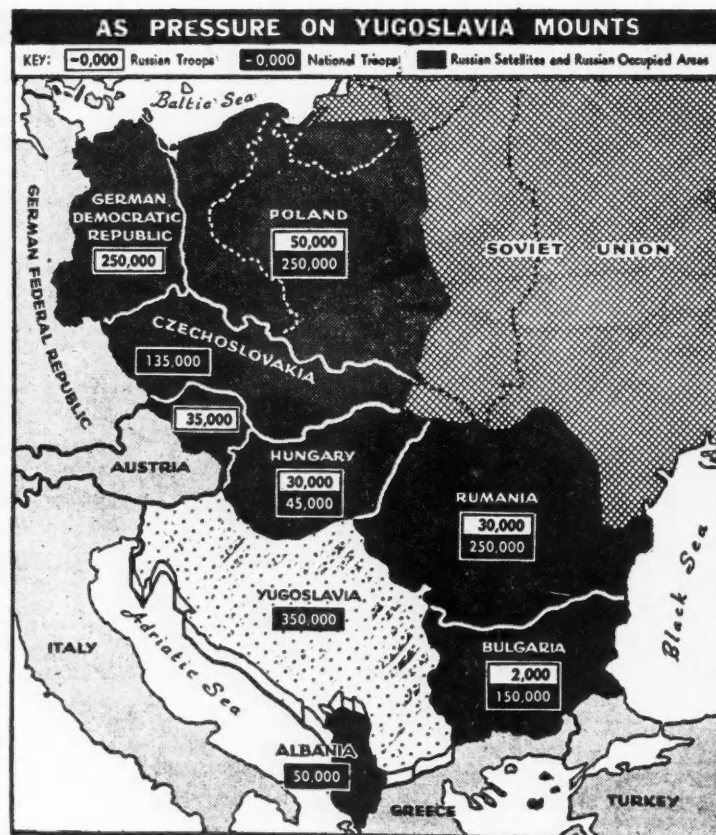 AS PRESSURE ON YUGOSLAVIA MOUNTS
KEY: -0,000 Russian Troops -0,000 National Troops Russian Satellites and Russian Occupied Areas
Baltic Sea
GERMAN FEDERAL REPUBLIC
GERMAN
DEMOCRATIC
REPUBLIC
250,000
POLAND
50,000
250,000
SOVIET UNION
CZECHOSLOVAKIA
135,000
35,000
AUSTRIA
HUNGARY
30,000
45,000
RUMANIA
30,000
250,000
YUGOSLAVIA
350,000
ITALY
Adriatic Sea
Black Sea
BULGARIA
2,000
150,000
ALBANIA
50,000
GREECE
TURKEY